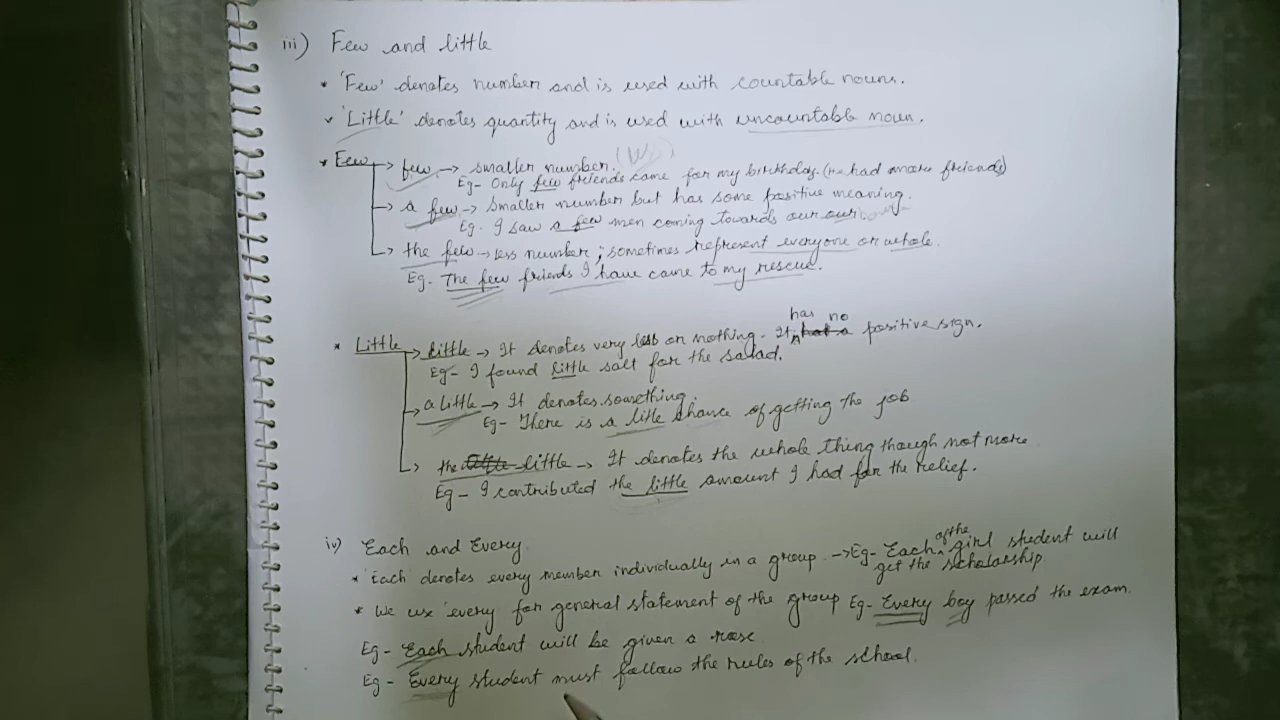 iii) Few and little
* 'Few' denotes number and is used with countable nouns.
✓ 'Little' denotes quantity and is used with uncountable noun.
* Few → few → smaller number.
Eg- Only few friends came for my birthday. (He had more friends)
→ a few → smaller number but has some positive meaning.
Eg. I saw a few men coming towards our our
→ the few → less number ; sometimes represent everyone or whole.
Eg. The few friends I have came to my rescue.
* Little → little → It denotes very less or nothing. It has no positive sign.
Eg- I found little salt for the salad.
→ a little → It denotes something.
Eg- There is a little chance of getting the job
→ the little → It denotes the whole thing though not more
Eg - I contributed the little amount I had for the relief.
iv) Each and Every
* 'Each' denotes every member individually in a group. → Eg- Each of the girl student will
get the scholarship
* We use 'every' for general statement of the group Eg- Every boy passed the exam.
Eg- Each student will be given a rose
Eg - Every student must follow the rules of the school.